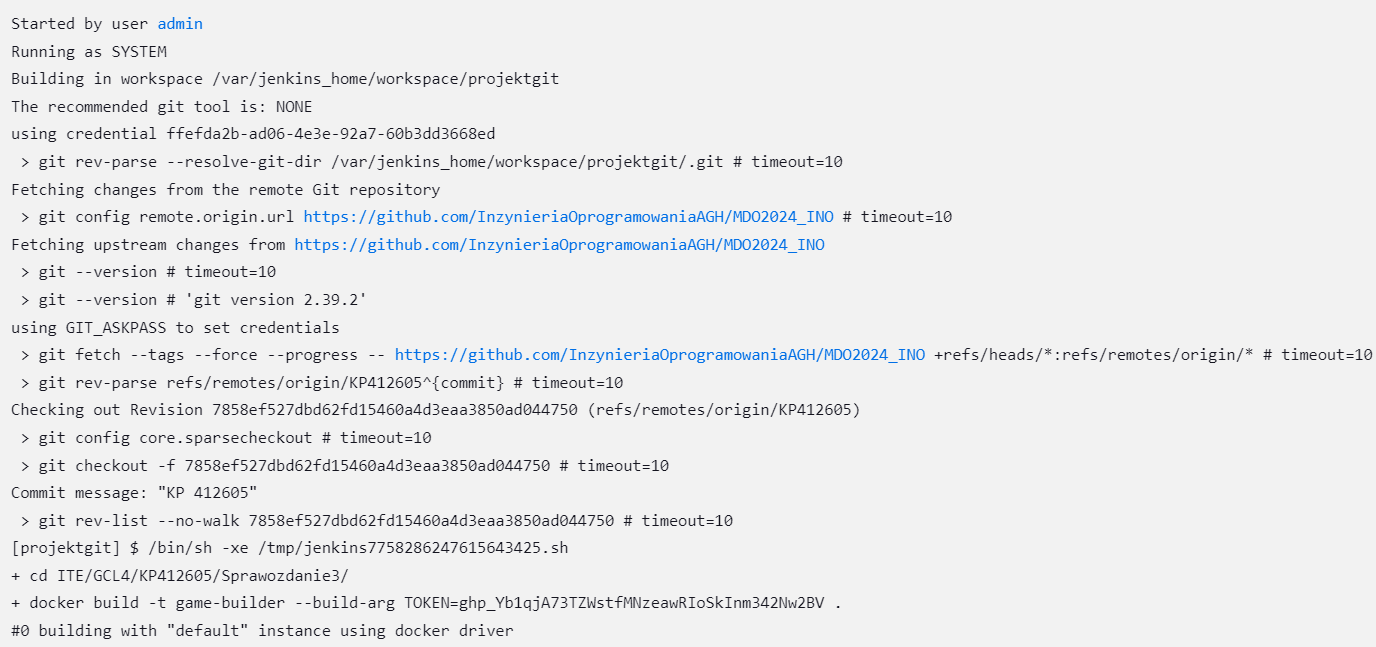 Started by user admin
Running as SYSTEM
Building in workspace /var/jenkins_home/workspace/projektgit
The recommended git tool is: NONE
using credential ffefda2b-ad06-4e3e-92a7-60b3dd3668ed
> git rev-parse --resolve-git-dir /var/jenkins_home/workspace/projektgit/.git # timeout=10
Fetching changes from the remote Git repository
> git config remote.origin.url https://github.com/InzynieriaOprogramowaniaAGH/MDO2024_INO # timeout=10
Fetching upstream changes from https://github.com/InzynieriaOprogramowaniaAGH/MDO2024_INO
> git --version # timeout=10
> git --version # 'git version 2.39.2'
using GIT_ASKPASS to set credentials
> git fetch --tags --force --progress -- https://github.com/InzynieriaOprogramowaniaAGH/MDO2024_INO +refs/heads/*:refs/remotes/origin/* # timeout=10
> git rev-parse refs/remotes/origin/KP412605^{commit} # timeout=10
Checking out Revision 7858ef527dbd62fd15460a4d3eaa3850ad044750 (refs/remotes/origin/KP412605)
> git config core.sparsecheckout # timeout=10
> git checkout -f 7858ef527dbd62fd15460a4d3eaa3850ad044750 # timeout=10
Commit message: "KP 412605"
> git rev-list --no-walk 7858ef527dbd62fd15460a4d3eaa3850ad044750 # timeout=10
[projektgit] $ /bin/sh -xe /tmp/jenkins7758286247615643425.sh
+ cd ITE/GCL4/KP412605/Sprawozdanie3/
+ docker build -t game-builder --build-arg TOKEN=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 .
#0 building with "default" instance using docker driver